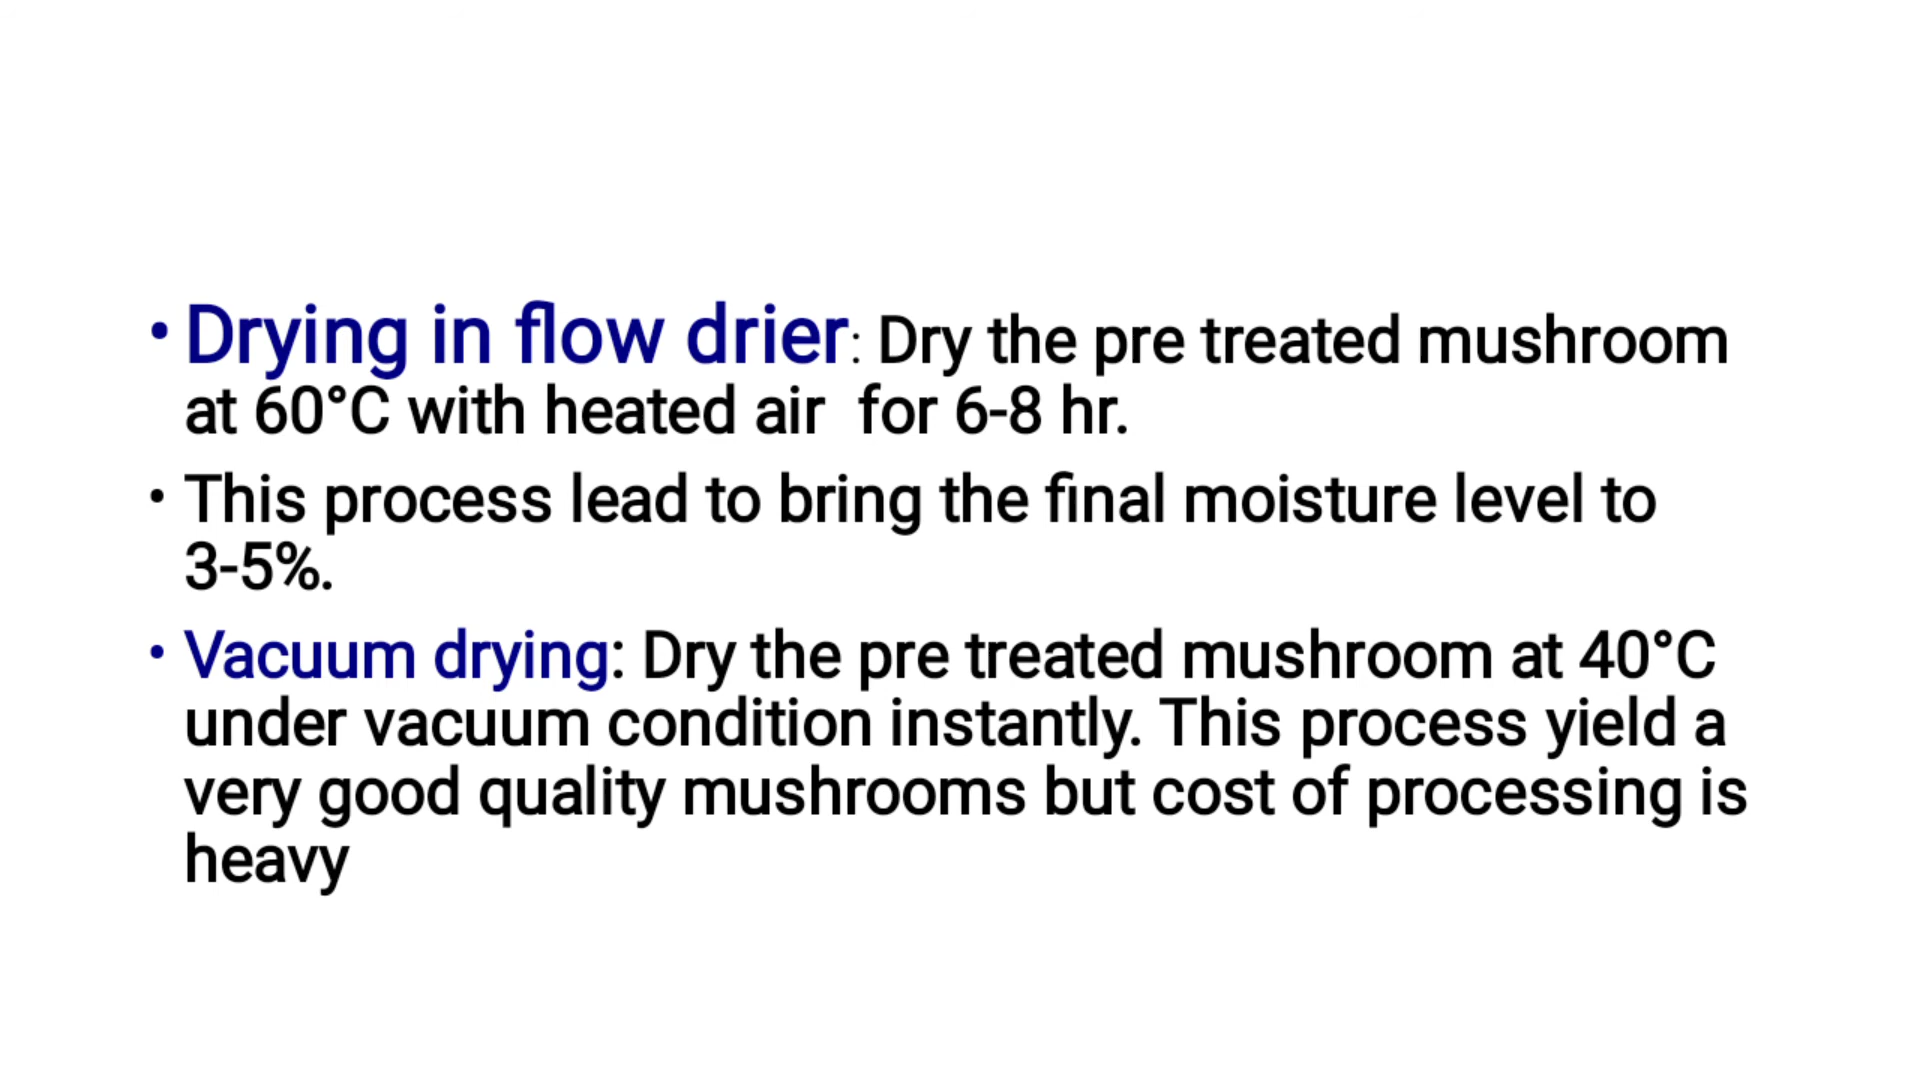 • Drying in flow drier: Dry the pre treated mushroom
at 60°C with heated air  for 6-8 hr.
• This process lead to bring the final moisture level to
3-5%.
• Vacuum drying: Dry the pre treated mushroom at 40°C
under vacuum condition instantly. This process yield a
very good quality mushrooms but cost of processing is
heavy